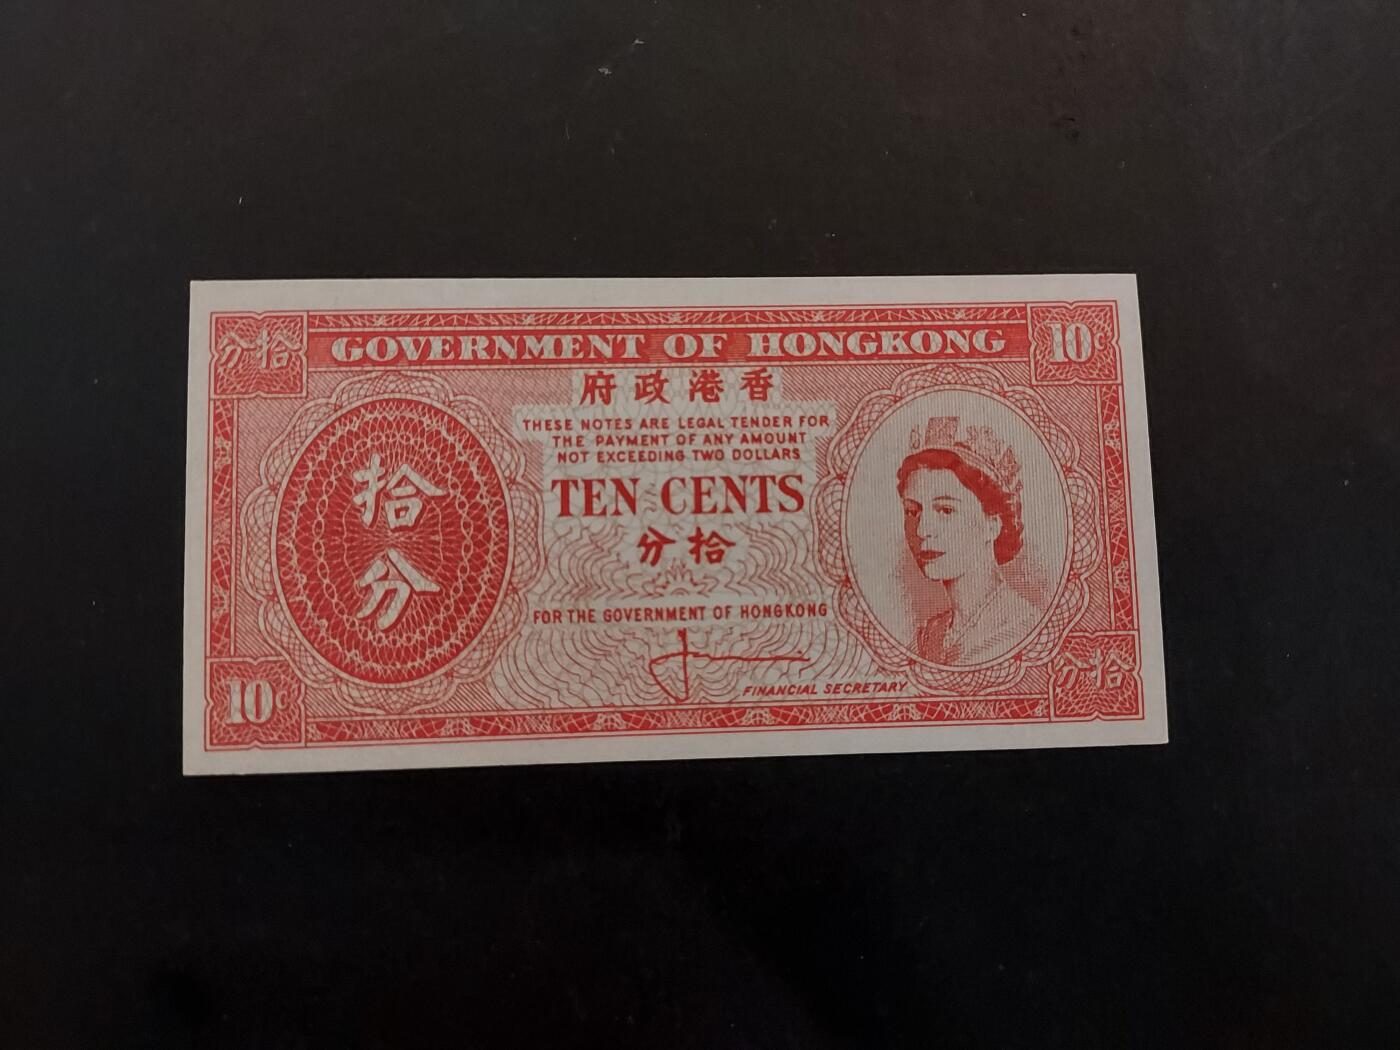 分拾
GOVERNMENT OF HONGKONG
10c
府政港香
THESE NOTES ARE LEGAL TENDER FOR
THE PAYMENT OF ANY AMOUNT
NOT EXCEEDING TWO DOLLARS
拾
分
TEN CENTS
分拾
FOR THE GOVERNMENT OF HONGKONG
FINANCIAL SECRETARY
10c
分拾